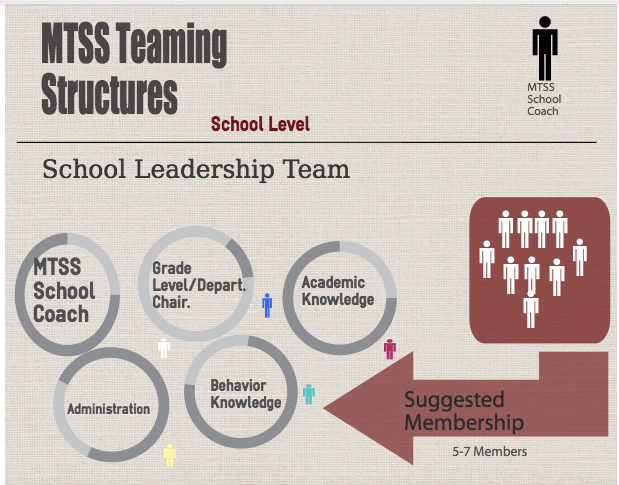 MTSS Teaming
Structures
School Level
MTSS
School
Coach
School Leadership Team
MTSS
School
Coach
Grade
Level/Depart.
Chair.
Academic
Knowledge
Administration
Behavior
Knowledge
Suggested
Membership
5-7 Members